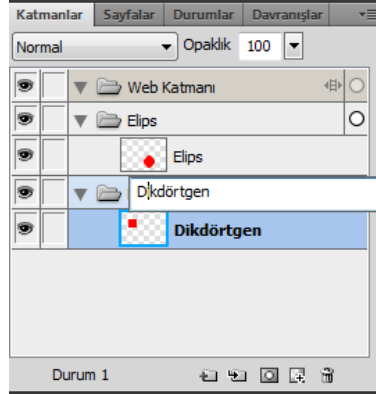 Katmanlar Sayfalar Durumlar Davranışlar
Normal Opaklık 100
Web Katmanı
Elips
Elips
Dikdörtgen
Dikdörtgen
Durum 1